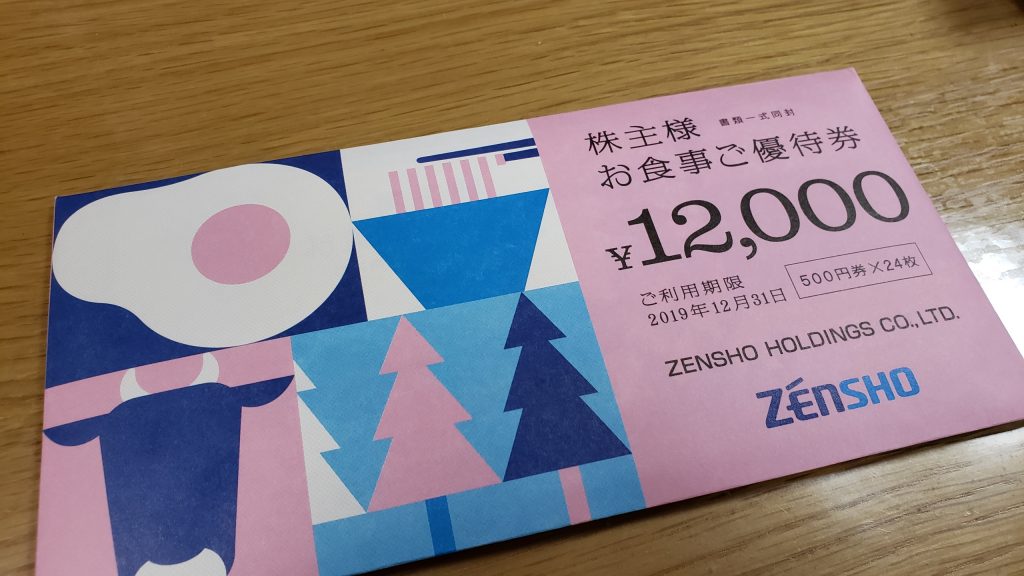 株主様 書類一式同封
お食事ご優待券
¥12,000
ご利用期限
2019年12月31日
500円券×24枚
ZENSHO HOLDINGS CO.,LTD.
ZENSHO